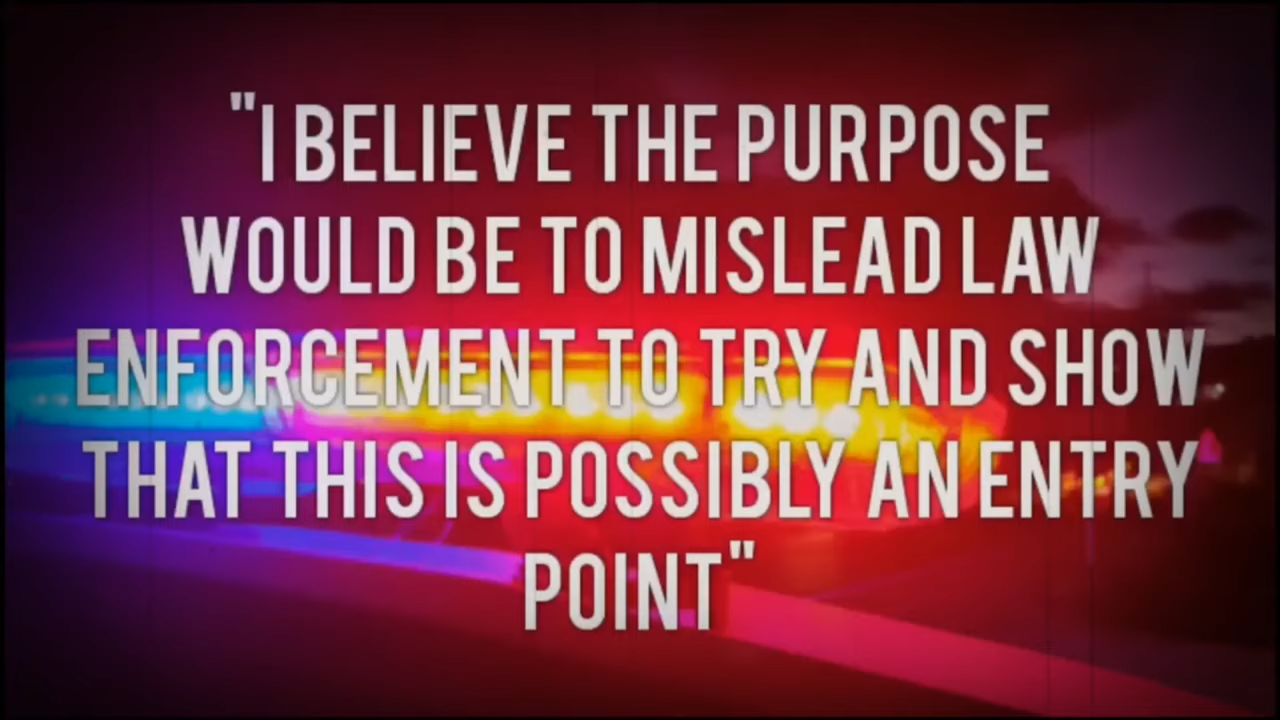 "I BELIEVE THE PURPOSE
WOULD BE TO MISLEAD LAW
ENFORCEMENT TO TRY AND SHOW
THAT THIS IS POSSIBLY AN ENTRY
POINT"